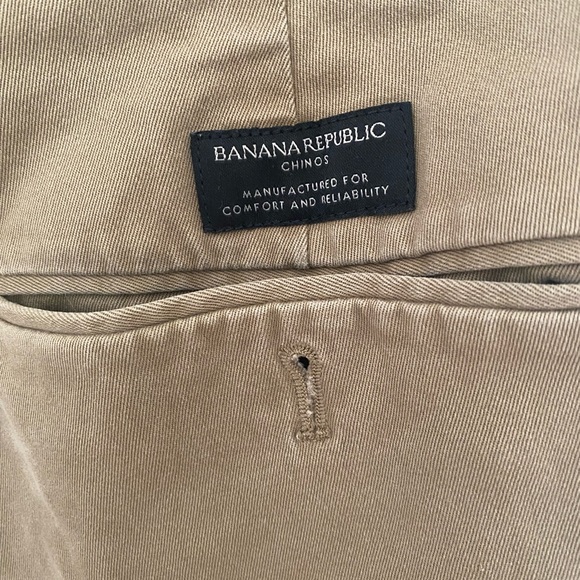 BANANA REPUBLIC
CHINOS
MANUFACTURED FOR
COMFORT AND RELIABILITY